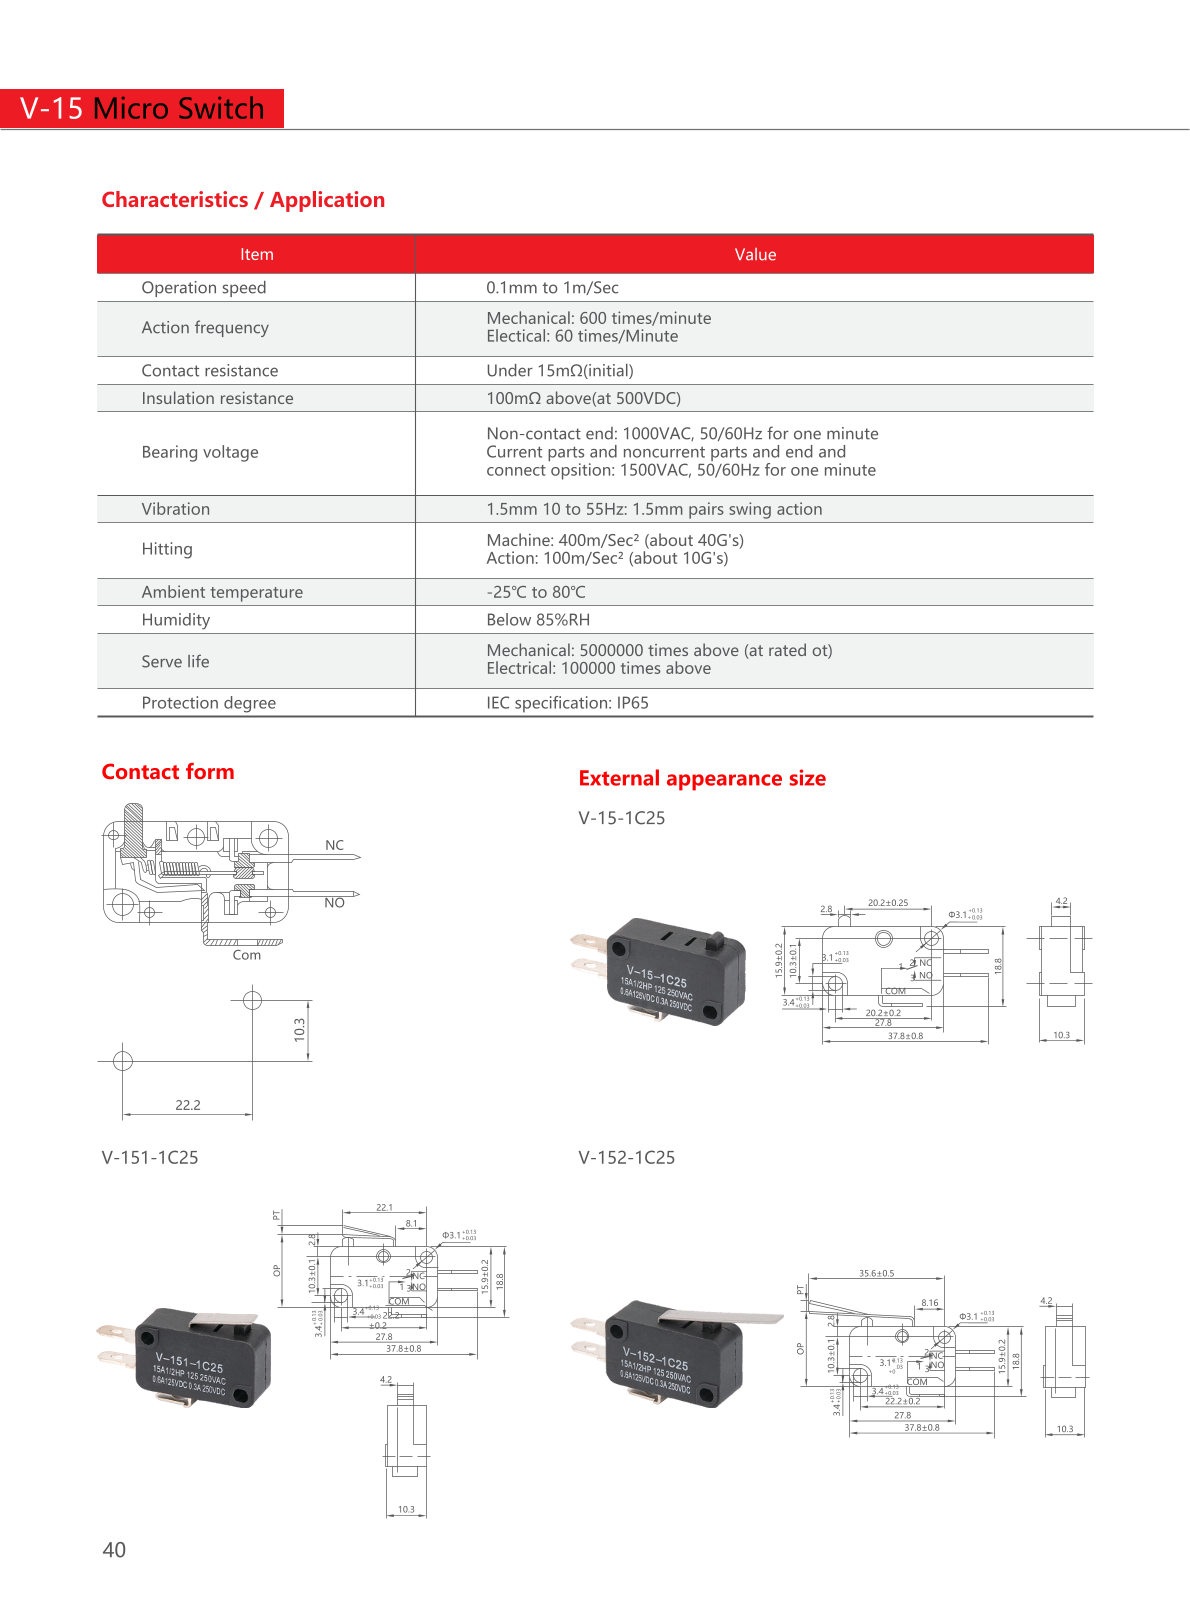 V-15 Micro Switch
Characteristics / Application
Item Value
Operation speed 0.1mm to 1m/Sec
Action frequency
Mechanical: 600 times/minute
Electical: 60 times/Minute
Contact resistance Under 15mΩ(initial)
Insulation resistance 100mΩ above(at 500VDC)
Bearing voltage
Non-contact end: 1000VAC, 50/60Hz for one minute
Current parts and noncurrent parts and end and
connect opsition: 1500VAC, 50/60Hz for one minute
Vibration 1.5mm 10 to 55Hz: 1.5mm pairs swing action
Hitting
Machine: 400m/Sec² (about 40G's)
Action: 100m/Sec² (about 10G's)
Ambient temperature -25℃ to 80℃
Humidity Below 85%RH
Serve life
Mechanical: 5000000 times above (at rated ot)
Electrical: 100000 times above
Protection degree IEC specification: IP65
Contact form
NC
NO
Com
10.3
22.2
External appearance size
V-15-1C25
V-15-1C25
15A1/2HP 125 250VAC
0.6A125VDC 0.3A 250VDC
2.8
20.2±0.25
Φ3.1 +0.13 +0.03
15.9±0.2
10.3±0.1
3.1 +0.13 +0.03
1 2 NC
3 NO
COM
18.8
3.4 +0.13 +0.03
20.2±0.2
27.8
37.8±0.8
4.2
10.3
V-151-1C25
V-151-1C25
15A1/2HP 125 250VAC
0.6A125VDC 0.3A 250VDC
PT
OP
22.1
8.1
2.8
Φ3.1 +0.13 +0.03
10.3±0.1
3.1 +0.13 +0.03
2 NC
1 3 NO
COM
15.9±0.2
18.8
3.4 +0.13 +0.03
3.4 +0.13 +0.03
22.2
±0.2
27.8
37.8±0.8
4.2
10.3
V-152-1C25
V-152-1C25
15A1/2HP 125 250VAC
0.6A125VDC 0.3A 250VDC
PT
OP
35.6±0.5
8.16
2.8
Φ3.1 +0.13 +0.03
10.3±0.1
3.1
2 NC
1 3 NO
COM
15.9±0.2
18.8
3.4 +0.13 +0.03
3.4 +0.13 +0.03
22.2±0.2
27.8
37.8±0.8
4.2
10.3
40